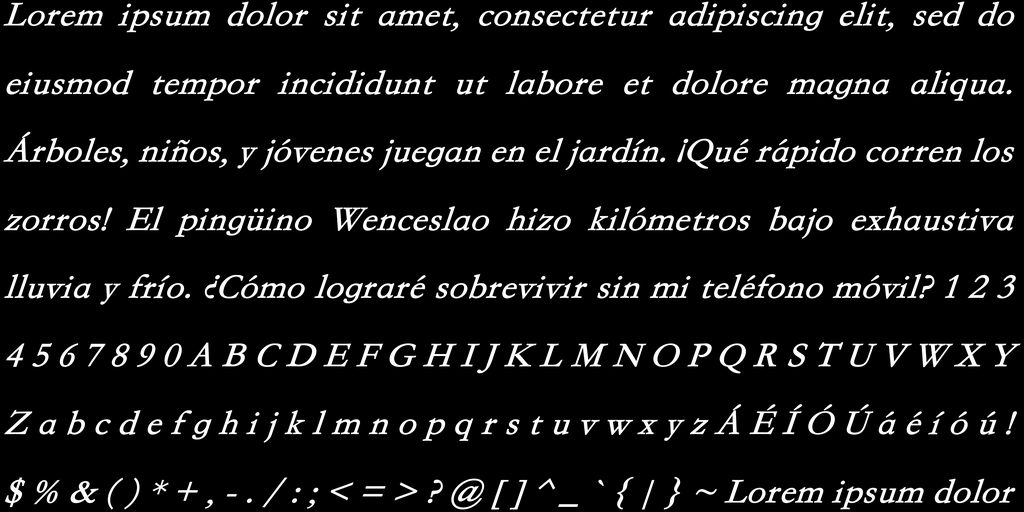 Lorem ipsum dolor sit amet, consectetur adipiscing elit, sed do
eiusmod tempor incididunt ut labore et dolore magna aliqua.
Árboles, niños, y jóvenes juegan en el jardín. ¡Qué rápido corren los
zorros! El pingüino Wenceslao hizo kilómetros bajo exhaustiva
lluvia y frío. ¿Cómo lograré sobrevivir sin mi teléfono móvil? 1 2 3
4 5 6 7 8 9 0 A B C D E F G H I J K L M N O P Q R S T U V W X Y
Z a b c d e f g h i j k l m n o p q r s t u v w x y z Á É Í Ó Ú á é í ó ú !
$ % & ( ) * + , - . / : ; < = > ? @ [ ] ^ _ ` { | } ~ Lorem ipsum dolor